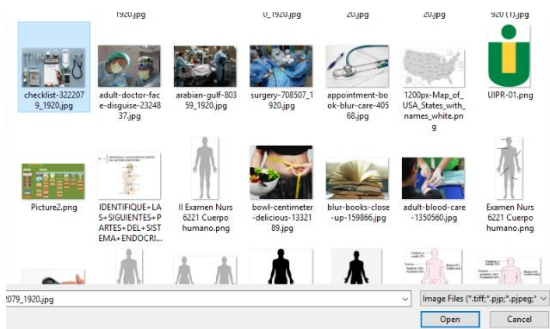 1920.jpg
0_1920.jpg
20.jpg
20.jpg
920 (1).jpg
checklist-322207
9_1920.jpg
adult-doctor-fac
e-disguise-23248
37.jpg
arabian-gulf-803
59_1920.jpg
surgery-708507_1
920.jpg
appointment-bo
ok-blur-care-405
68.jpg
1200px-Map_of_
USA_States_with_
names_white.pn
g
UIPR-01.png
Picture2.png
IDENTIFIQUE+LA
S+SIGUIENTES+P
ARTES+DEL+SIST
EMA+ENDOCRI...
II Examen Nurs
6221 Cuerpo
humano.png
bowl-centimeter
-delicious-13321
89.jpg
blur-books-close
-up-159866.jpg
adult-blood-care
-1350560.jpg
Examen Nurs
6221 Cuerpo
humano.png
2079_1920.jpg
Image Files (*.tiff;*.pjp;*.pjpeg;*
Open
Cancel